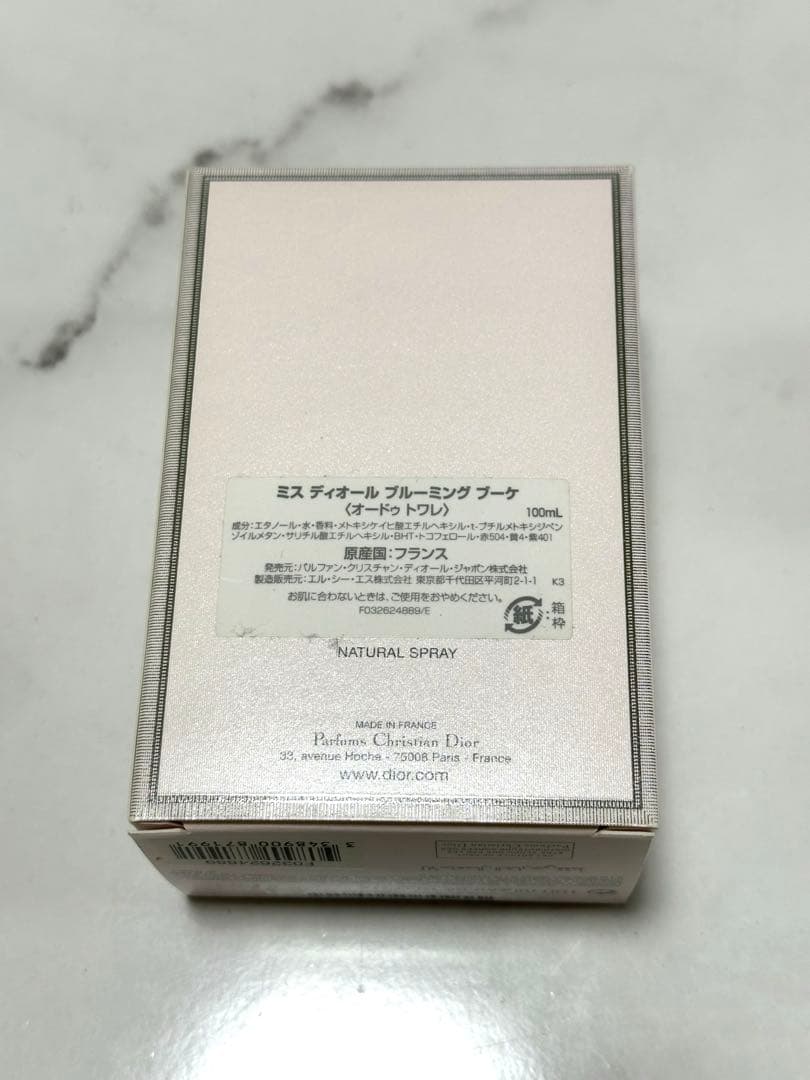 ミス ディオール ブルーミング ブーケ
〈オードゥ トワレ〉 100mL
成分:エタノール・水・香料・メトキシケイヒ酸エチルヘキシル・t-ブチルメトキシジベン
ゾイルメタン・サリチル酸エチルヘキシル・BHT・トコフェロール・赤504・黄4・紫401
原産国:フランス
発売元:パルファン・クリスチャン・ディオール・ジャポン株式会社
製造販売元:エル・シー・エス株式会社 東京都千代田区平河町2-1-1 K3
お肌に合わないときは、ご使用をおやめください。
F032624889/E
紙 :箱 枠
NATURAL SPRAY
MADE IN FRANCE
Parfums Christian Dior
33, avenue Hoche - 75008 Paris - France
www.dior.com
3 348900 871991